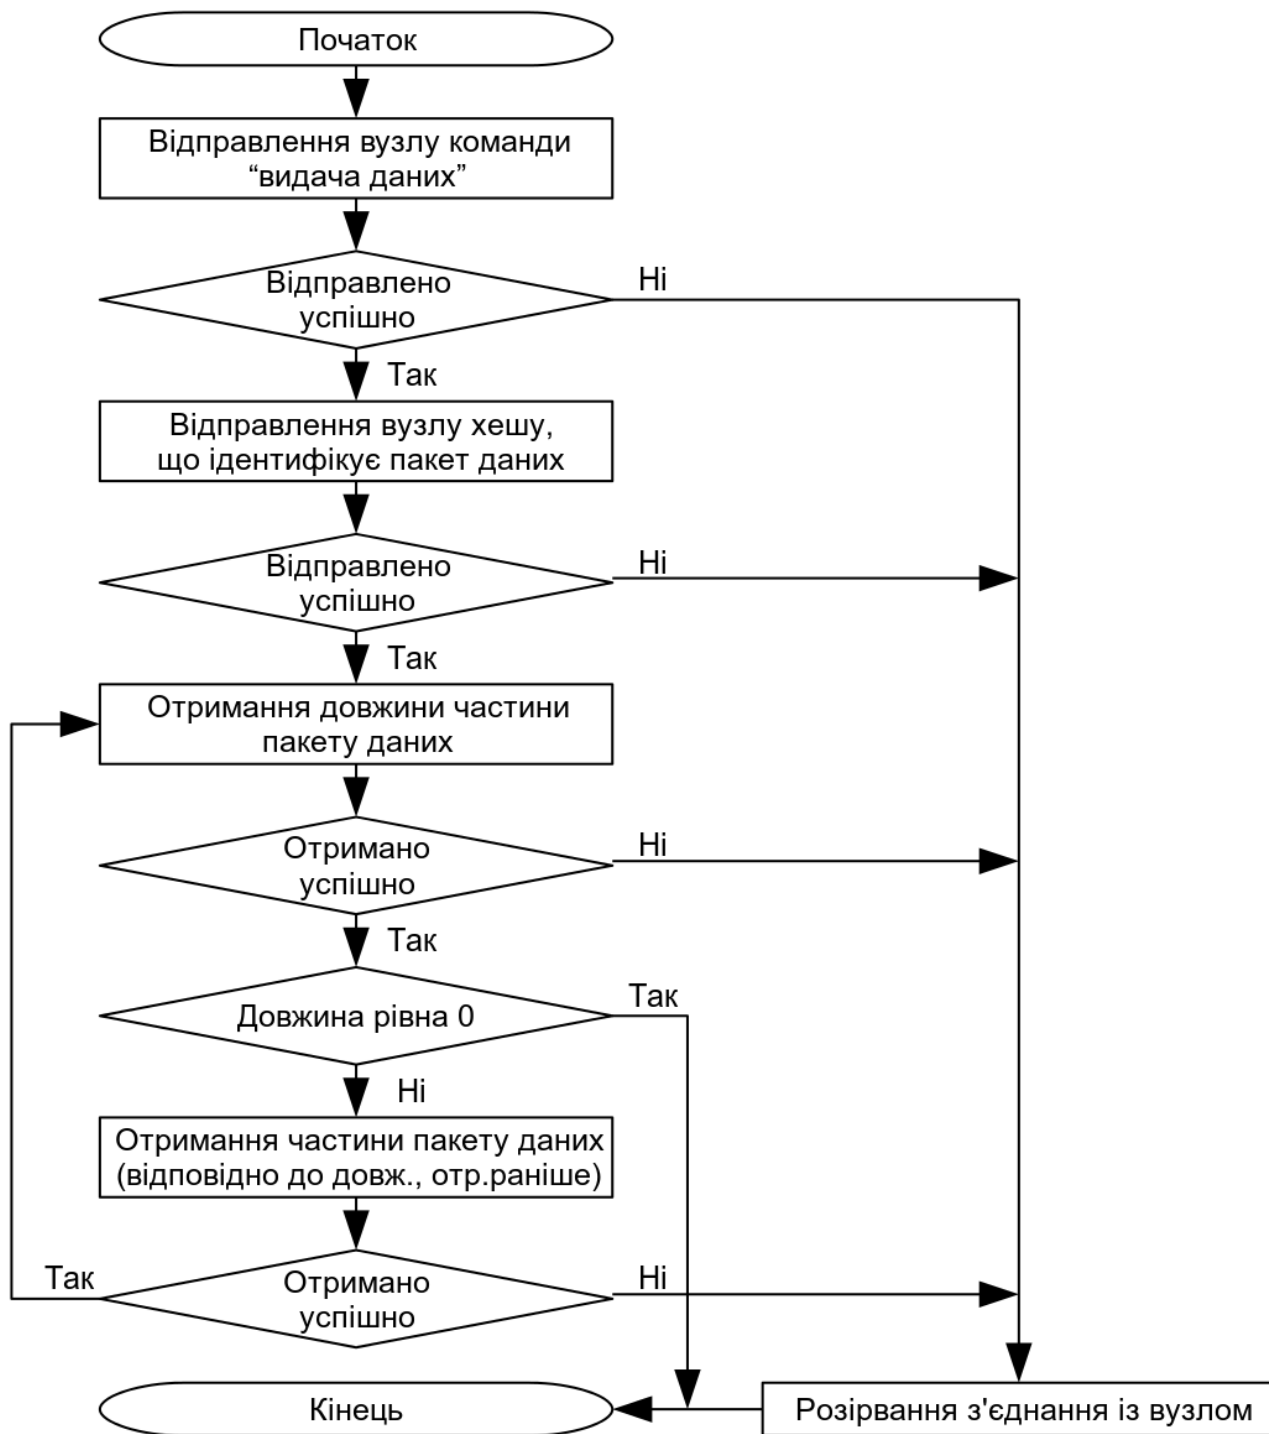 Початок
Відправлення вузлу команди
“видача даних”
Відправлено
успішно
Ні
Так
Відправлення вузлу хешу,
що ідентифікує пакет даних
Відправлено
успішно
Ні
Так
Отримання довжини частини
пакету даних
Отримано
успішно
Ні
Так
Довжина рівна 0
Так
Ні
Отримання частини пакету даних
(відповідно до довж., отр.раніше)
Так
Отримано
успішно
Ні
Кінець
Розірвання з'єднання із вузлом